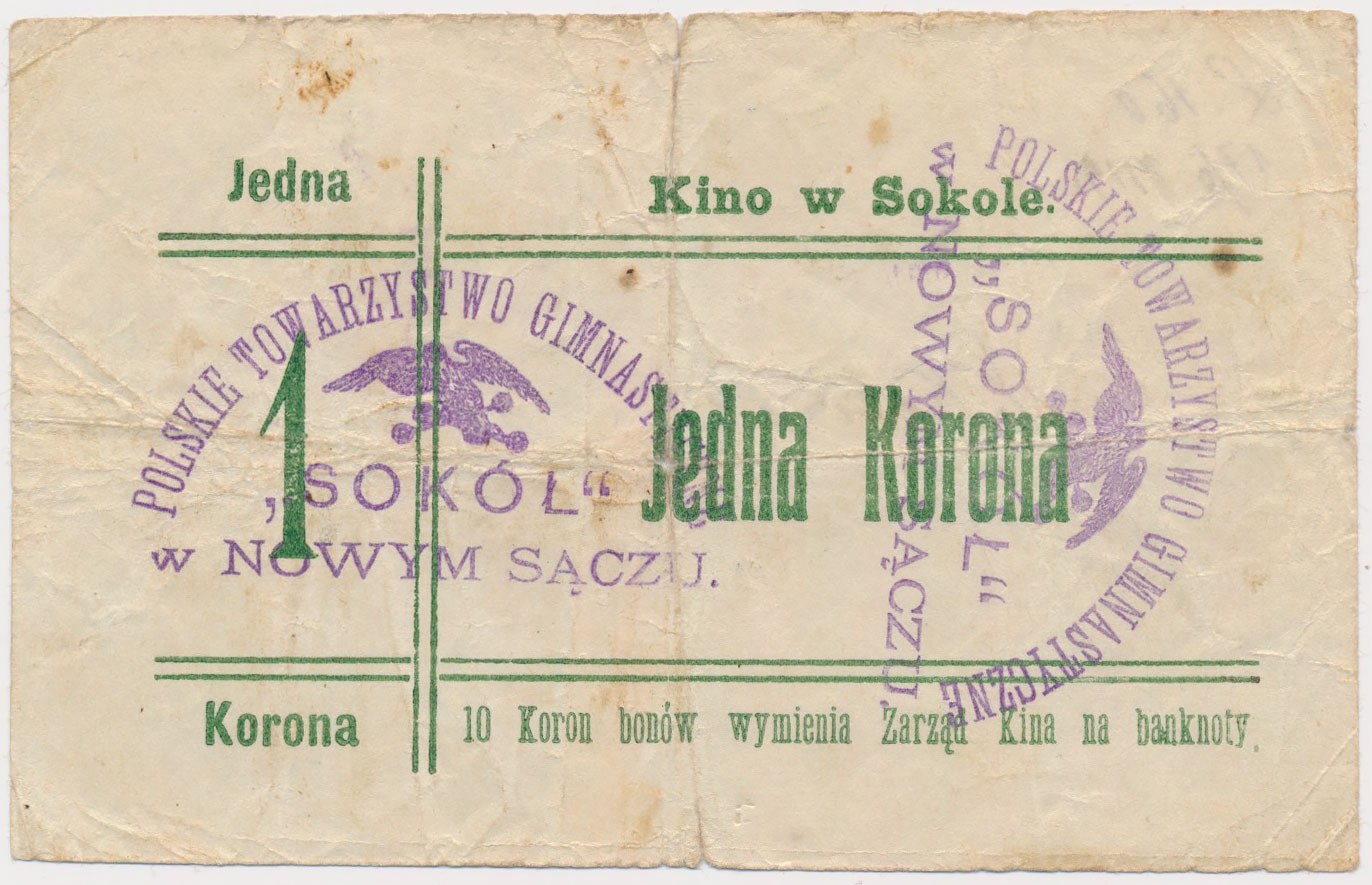 Jedna
Kino w Sokole.
POLSKIE TOWARZYSTWO GIMNASTYCZNE
1
„SOKÓŁ“
w NOWYM SĄCZU.
Jedna Korona
POLSKIE TOWARZYSTWO GIMNASTYCZNE
„SOKÓŁ“
w NOWYM SĄCZU.
Korona
10 Koron bonów wymienia Zarząd Kina na banknoty.